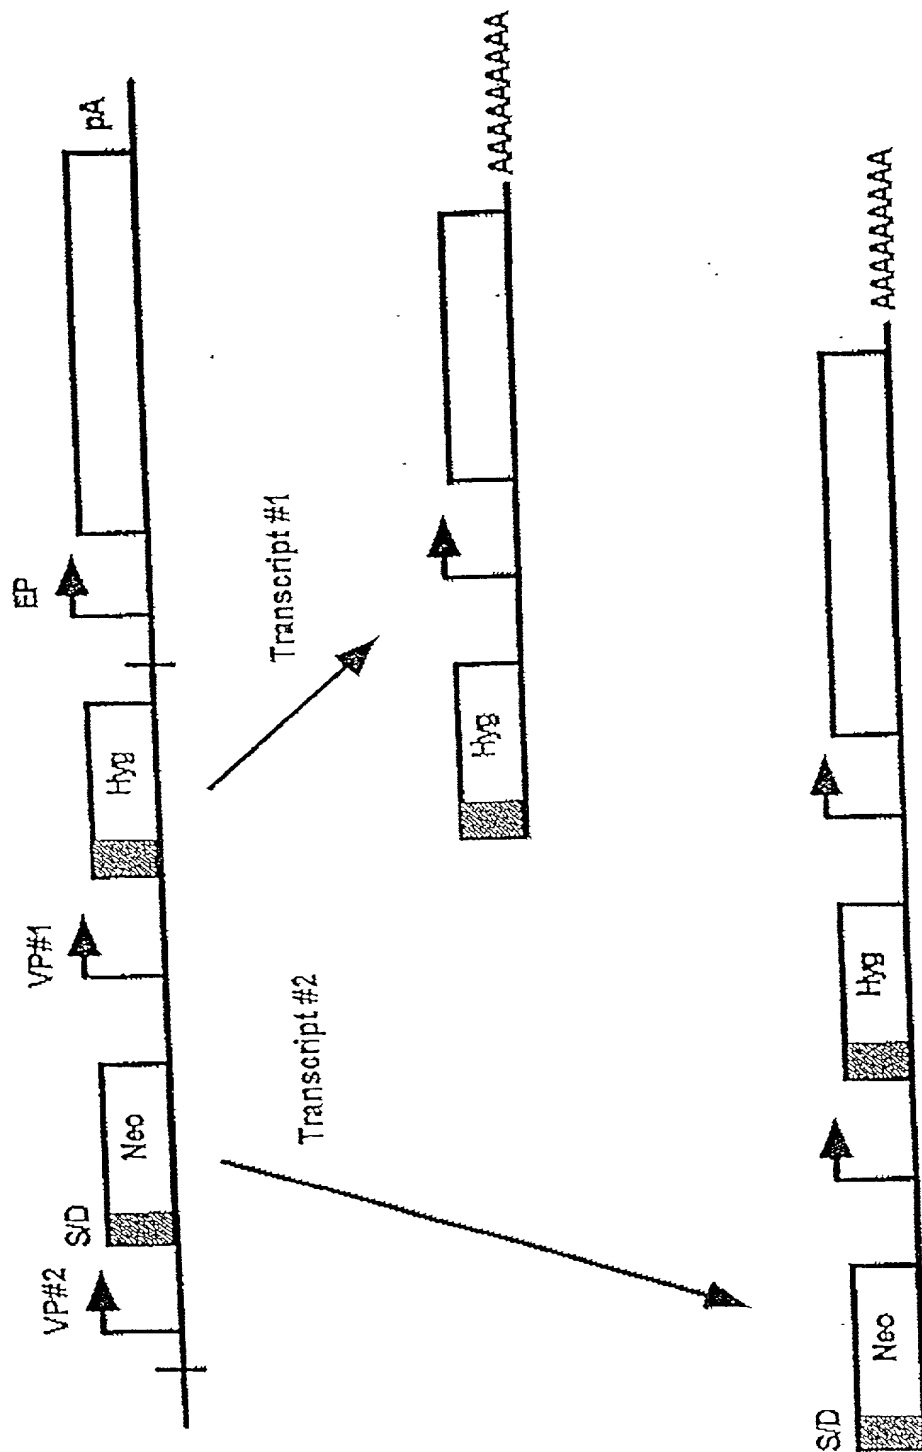 VP#2
S/D
Neo
VP#1
Hyg
EP
pA
Transcript #2
Transcript #1
Hyg
AAAAAAAAA
S/D
Neo
Hyg
AAAAAAAAA